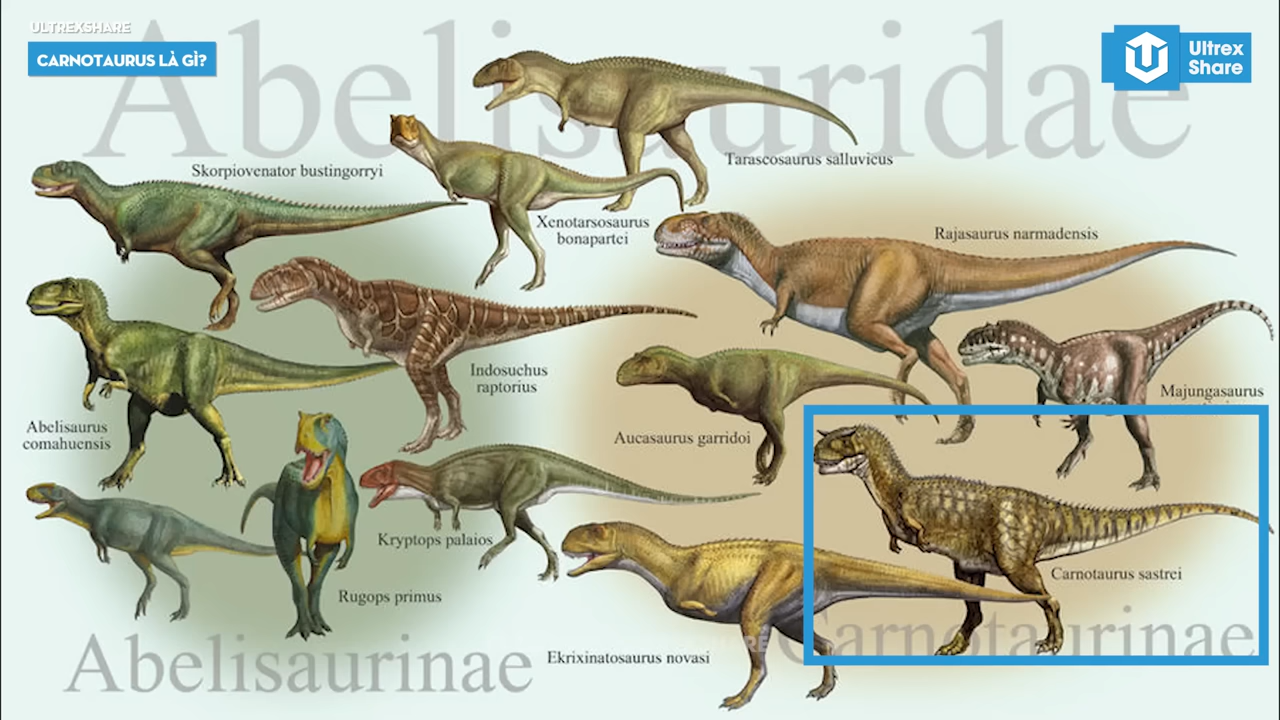 ULTREXSHARE
CARNOTAURUS LÀ GÌ?
Ultrex
Share
Abelisauridae
Tarascosaurus salluvicus
Skorpiovenator bustingorryi
Xenotarsosaurus
bonapartei
Rajasaurus narmadensis
Indosuchus
raptorius
Majungasaurus
Abelisaurus
comahuensis
Aucasaurus garridoi
Kryptops palaios
Carnotaurus sastrei
Rugops primus
Ekrixinatosaurus novasi
Abelisaurinae
Carnotaurinae